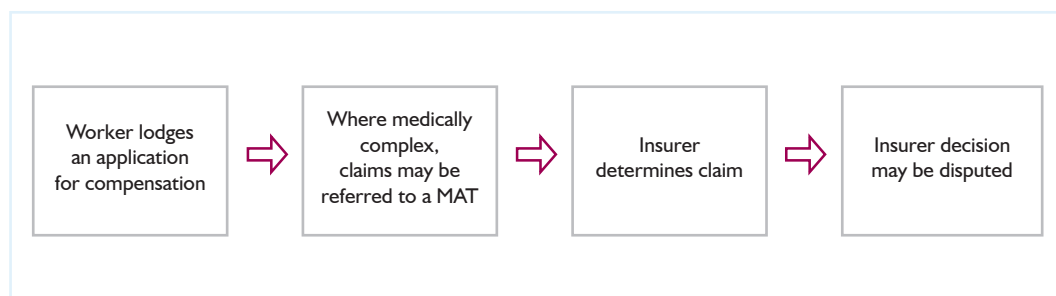 Worker lodges
an application
for compensation
Where medically
complex,
claims may be
referred to a MAT
Insurer
determines claim
Insurer decision
may be disputed